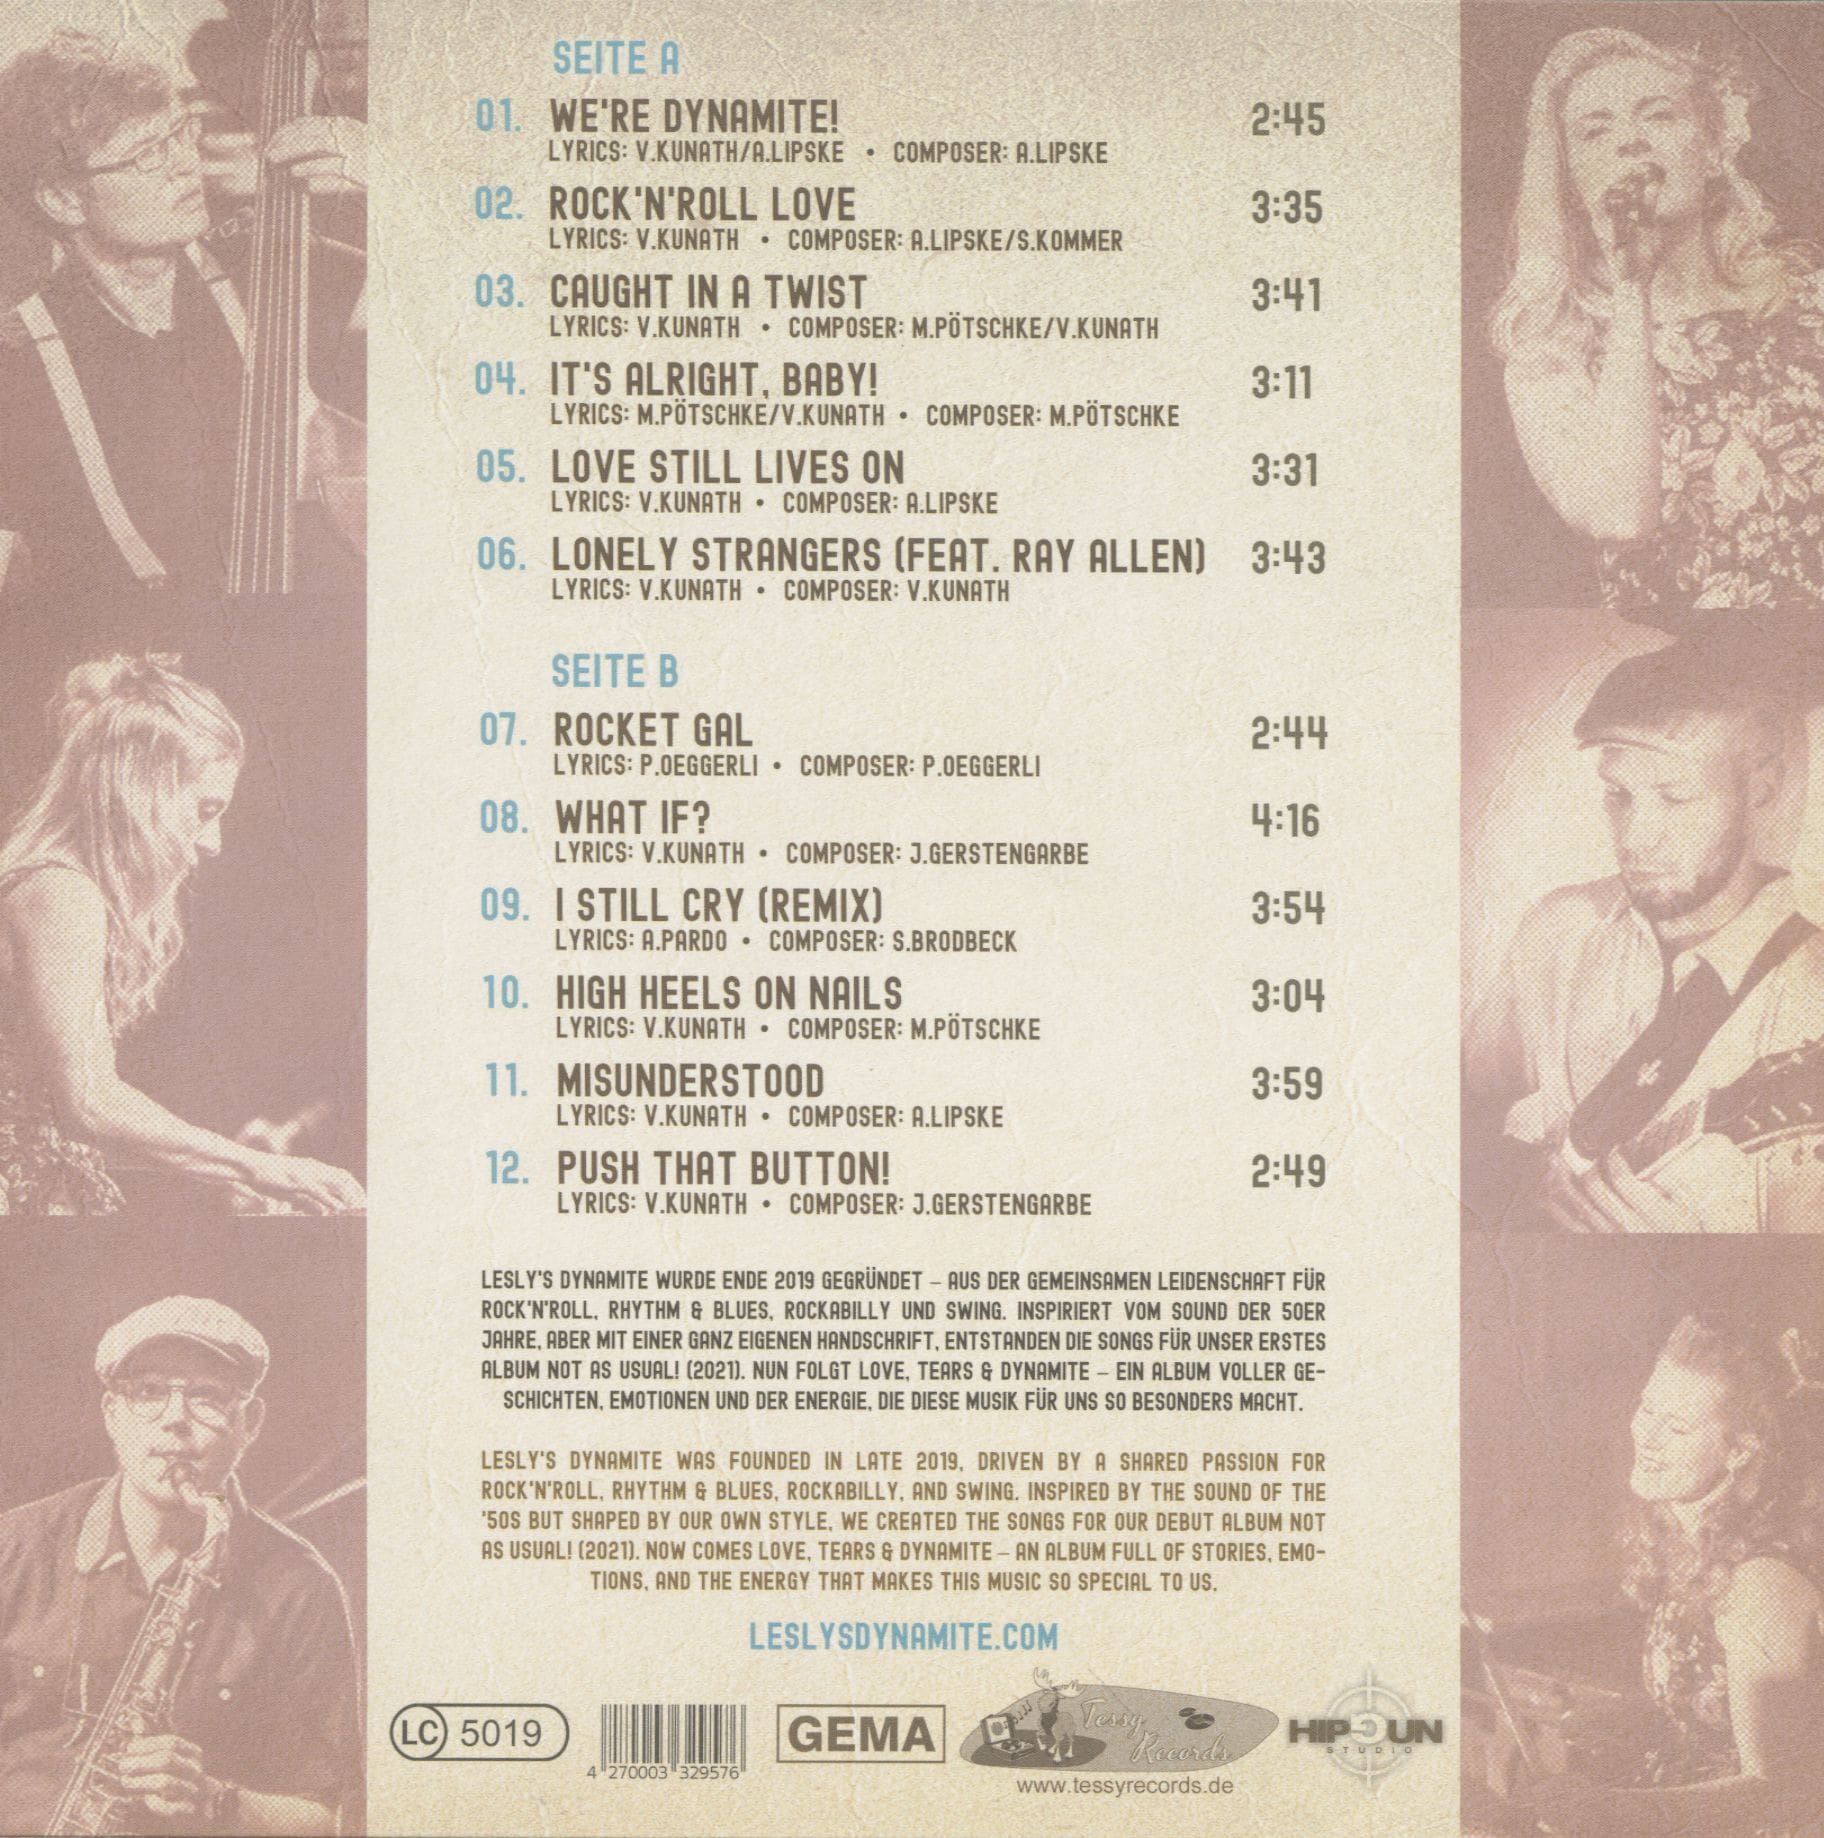 SEITE A
01. WE'RE DYNAMITE! 2:45
LYRICS: V.KUNATH/A.LIPSKE • COMPOSER: A.LIPSKE
02. ROCK'N'ROLL LOVE 3:35
LYRICS: V.KUNATH • COMPOSER: A.LIPSKE/S.KOMMER
03. CAUGHT IN A TWIST 3:41
LYRICS: V.KUNATH • COMPOSER: M.PÖTSCHKE/V.KUNATH
04. IT'S ALRIGHT, BABY! 3:11
LYRICS: M.PÖTSCHKE/V.KUNATH • COMPOSER: M.PÖTSCHKE
05. LOVE STILL LIVES ON 3:31
LYRICS: V.KUNATH • COMPOSER: A.LIPSKE
06. LONELY STRANGERS (FEAT. RAY ALLEN) 3:43
LYRICS: V.KUNATH • COMPOSER: V.KUNATH
SEITE B
07. ROCKET GAL 2:44
LYRICS: P.OEGGERLI • COMPOSER: P.OEGGERLI
08. WHAT IF? 4:16
LYRICS: V.KUNATH • COMPOSER: J.GERSTENGARBE
09. I STILL CRY (REMIX) 3:54
LYRICS: A.PARDO • COMPOSER: S.BRODBECK
10. HIGH HEELS ON NAILS 3:04
LYRICS: V.KUNATH • COMPOSER: M.PÖTSCHKE
11. MISUNDERSTOOD 3:59
LYRICS: V.KUNATH • COMPOSER: A.LIPSKE
12. PUSH THAT BUTTON! 2:49
LYRICS: V.KUNATH • COMPOSER: J.GERSTENGARBE
LESLY'S DYNAMITE WURDE ENDE 2019 GEGRÜNDET – AUS DER GEMEINSAMEN LEIDENSCHAFT FÜR
ROCK'N'ROLL, RHYTHM & BLUES, ROCKABILLY UND SWING. INSPIRIERT VOM SOUND DER 50ER
JAHRE, ABER MIT EINER GANZ EIGENEN HANDSCHRIFT, ENTSTANDEN DIE SONGS FÜR UNSER ERSTES
ALBUM NOT AS USUAL! (2021). NUN FOLGT LOVE, TEARS & DYNAMITE – EIN ALBUM VOLLER GE-
SCHICHTEN, EMOTIONEN UND DER ENERGIE, DIE DIESE MUSIK FÜR UNS SO BESONDERS MACHT.
LESLY'S DYNAMITE WAS FOUNDED IN LATE 2019, DRIVEN BY A SHARED PASSION FOR
ROCK'N'ROLL, RHYTHM & BLUES, ROCKABILLY, AND SWING. INSPIRED BY THE SOUND OF THE
'50S BUT SHAPED BY OUR OWN STYLE, WE CREATED THE SONGS FOR OUR DEBUT ALBUM NOT
AS USUAL! (2021). NOW COMES LOVE, TEARS & DYNAMITE – AN ALBUM FULL OF STORIES, EMO-
TIONS, AND THE ENERGY THAT MAKES THIS MUSIC SO SPECIAL TO US.
LESLYSDYNAMITE.COM
LC 5019
4 270003 329576
GEMA
Tessy
Records
www.tessyrecords.de
HIPGUN
STUDIO